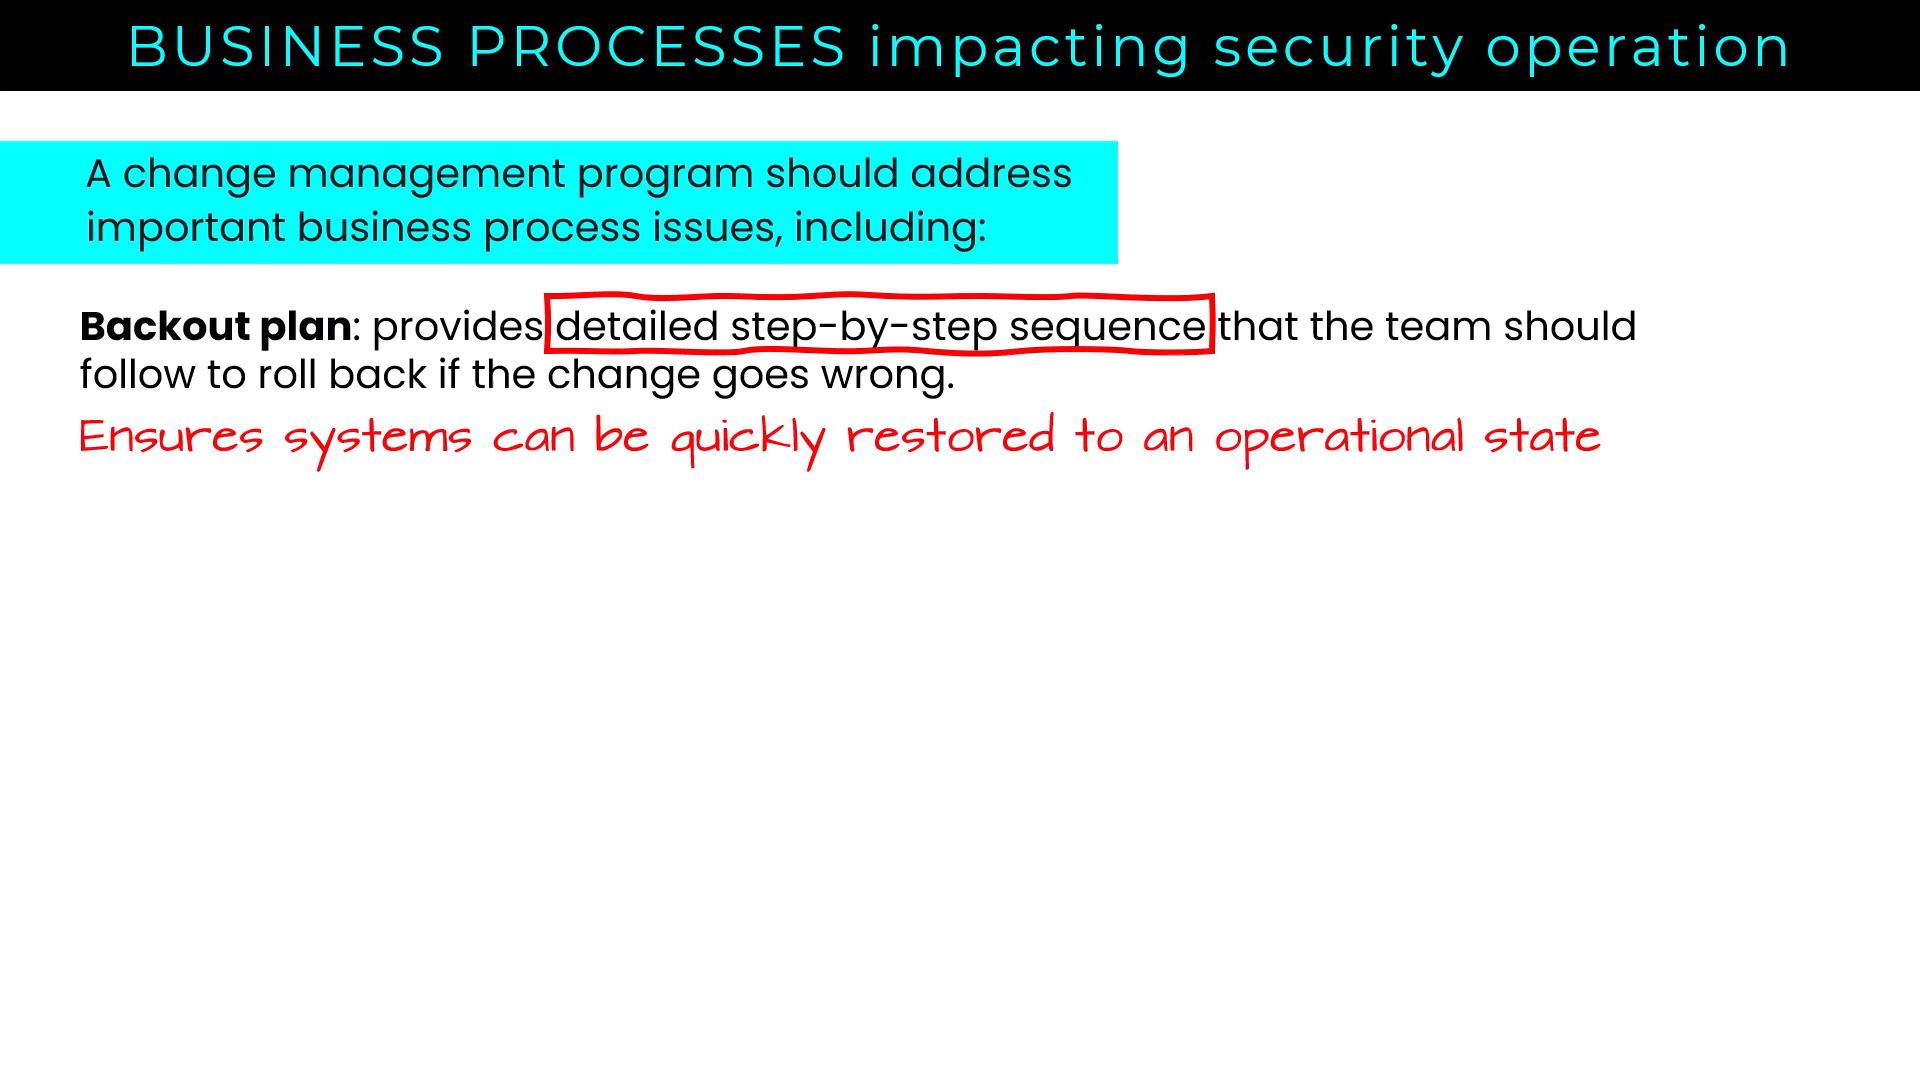 BUSINESS PROCESSES impacting security operation
A change management program should address
important business process issues, including:
Backout plan: provides detailed step-by-step sequence that the team should
follow to roll back if the change goes wrong.
Ensures systems can be quickly restored to an operational state